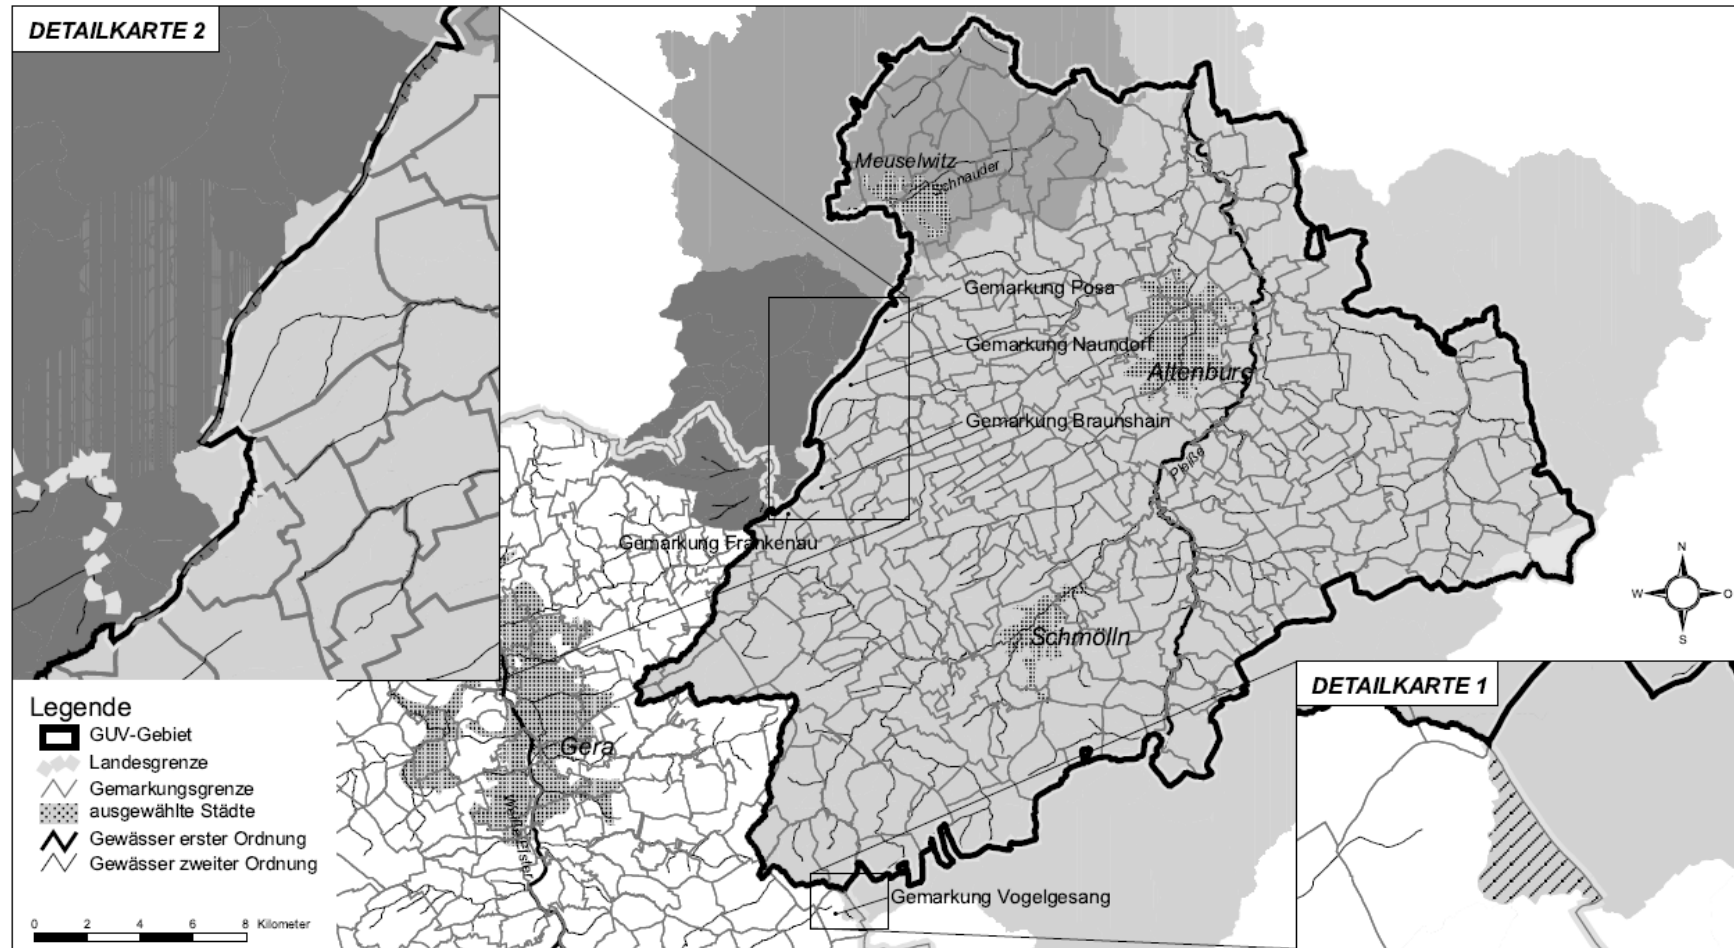 DETAILKARTE 2
Meuselwitz
Schnauder
Gemarkung Posa
Gemarkung Naundorf
Altenburg
Gemarkung Braunshain
Pleiße
Gemarkung Frankenau
Schmölln
N
W
O
S
DETAILKARTE 1
Legende
GUV-Gebiet
Landesgrenze
Gemarkungsgrenze
ausgewählte Städte
Gewässer erster Ordnung
Gewässer zweiter Ordnung
0 2 4 6 8 Kilometer
Gera
Weiße Elster
Gemarkung Vogelgesang